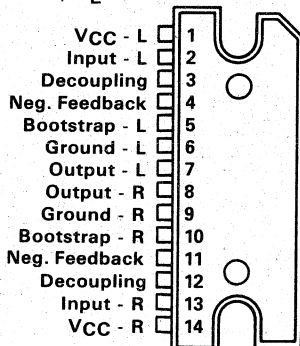 L
VCC - L 1
Input - L 2
Decoupling 3
Neg. Feedback 4
Bootstrap - L 5
Ground - L 6
Output - L 7
Output - R 8
Ground - R 9
Bootstrap - R 10
Neg. Feedback 11
Decoupling 12
Input - R 13
VCC - R 14